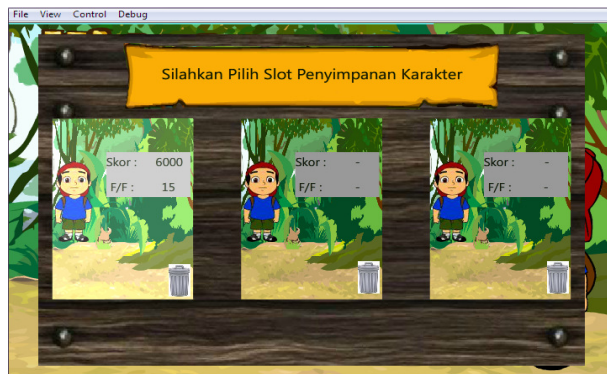 File View Control Debug
Silahkan Pilih Slot Penyimpanan Karakter
Skor : 6000
F/F : 15
Skor : -
F/F : -
Skor : -
F/F : -